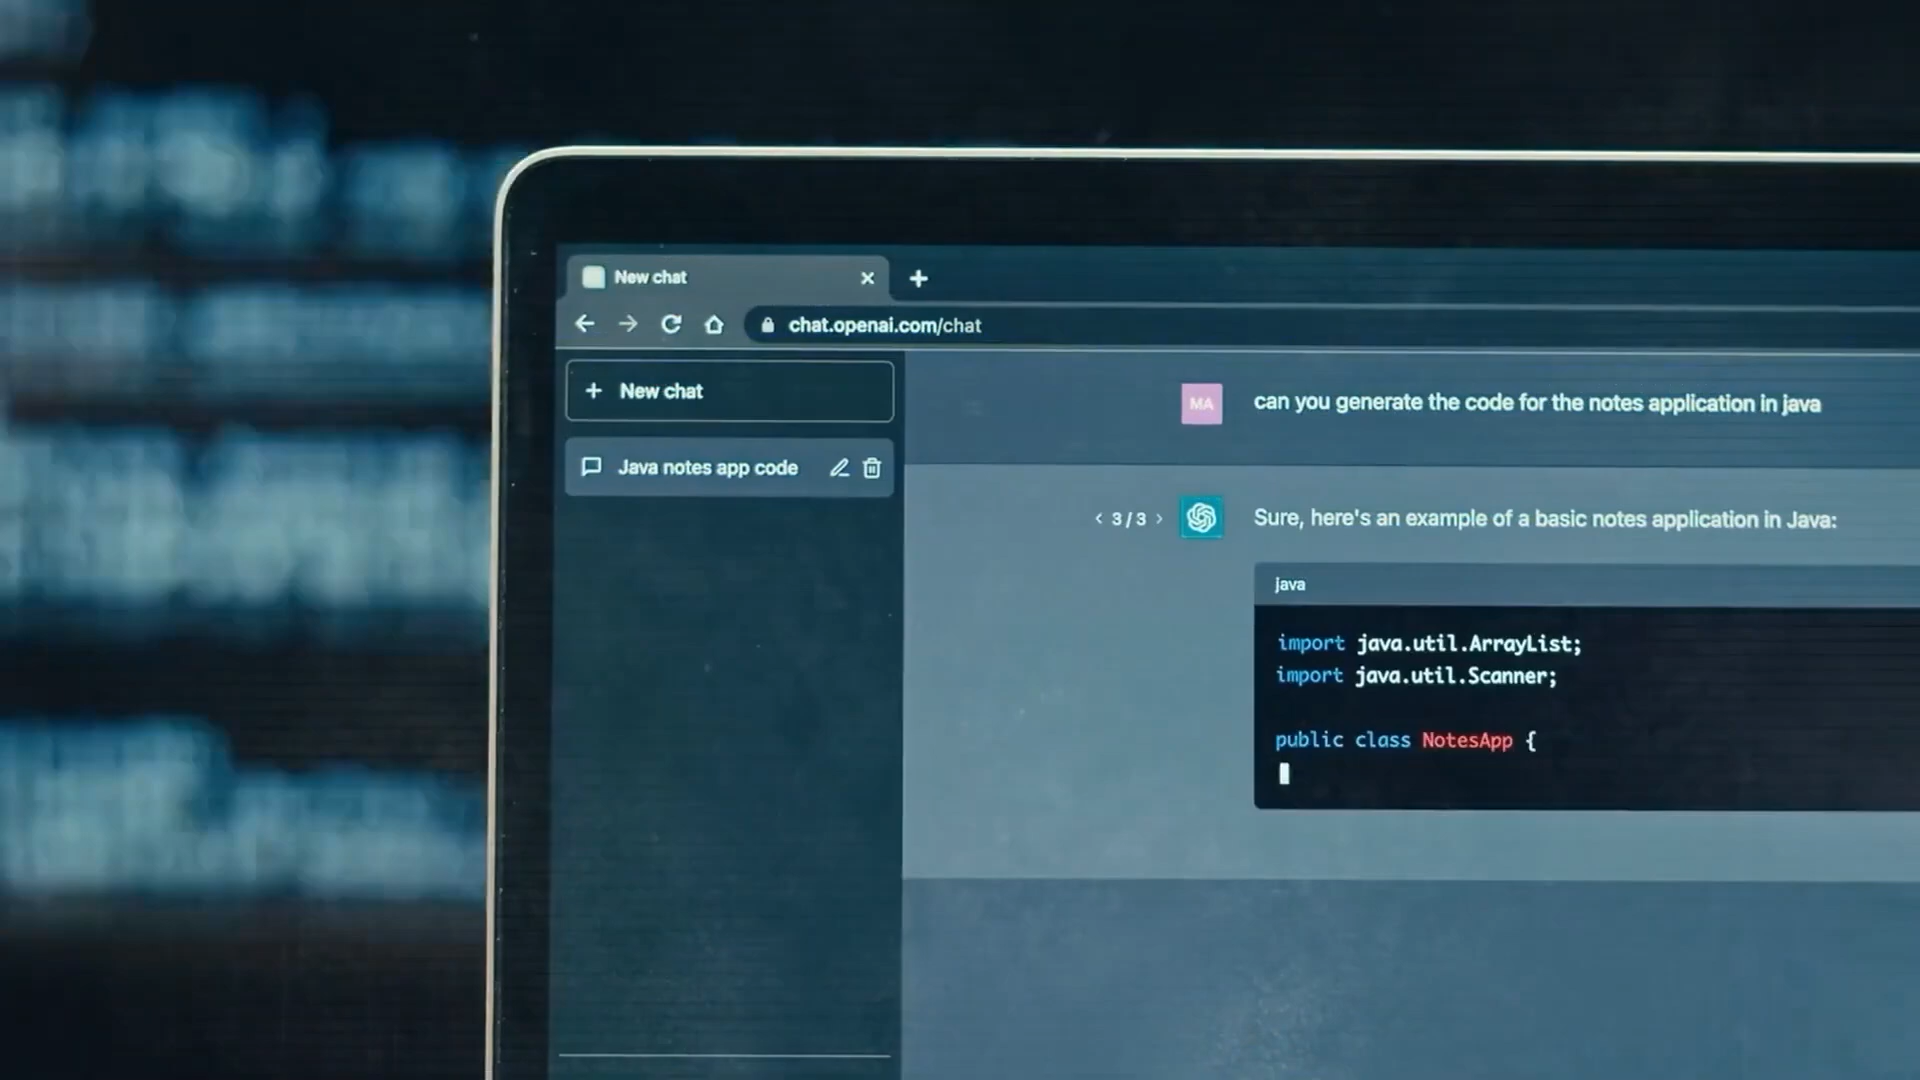 New chat
chat.openai.com/chat
New chat
MA
can you generate the code for the notes application in java
Java notes app code
3 / 3
Sure, here's an example of a basic notes application in Java:
java
import java.util.ArrayList;
import java.util.Scanner;
public class NotesApp {